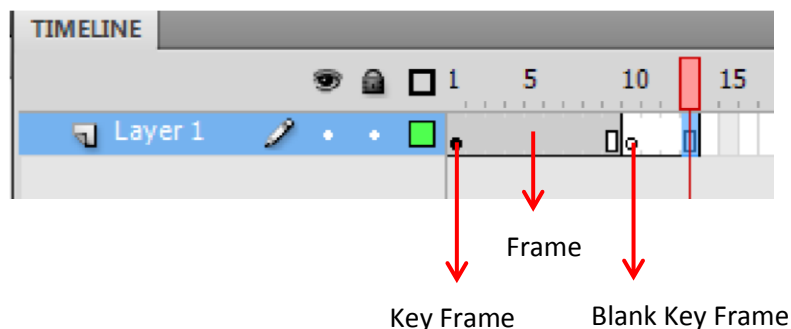 TIMELINE
1 5 10 15
Layer 1
Frame
Key Frame Blank Key Frame